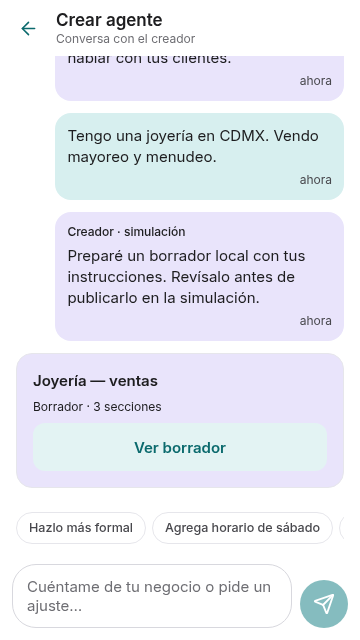 Crear agente
Conversa con el creador
hablar con tus clientes.
ahora
Tengo una joyería en CDMX. Vendo
mayoreo y menudeo.
ahora
Creador · simulación
Preparé un borrador local con tus
instrucciones. Revísalo antes de
publicarlo en la simulación.
ahora
Joyería — ventas
Borrador · 3 secciones
Ver borrador
Hazlo más formal
Agrega horario de sábado
Cuéntame de tu negocio o pide un
ajuste...